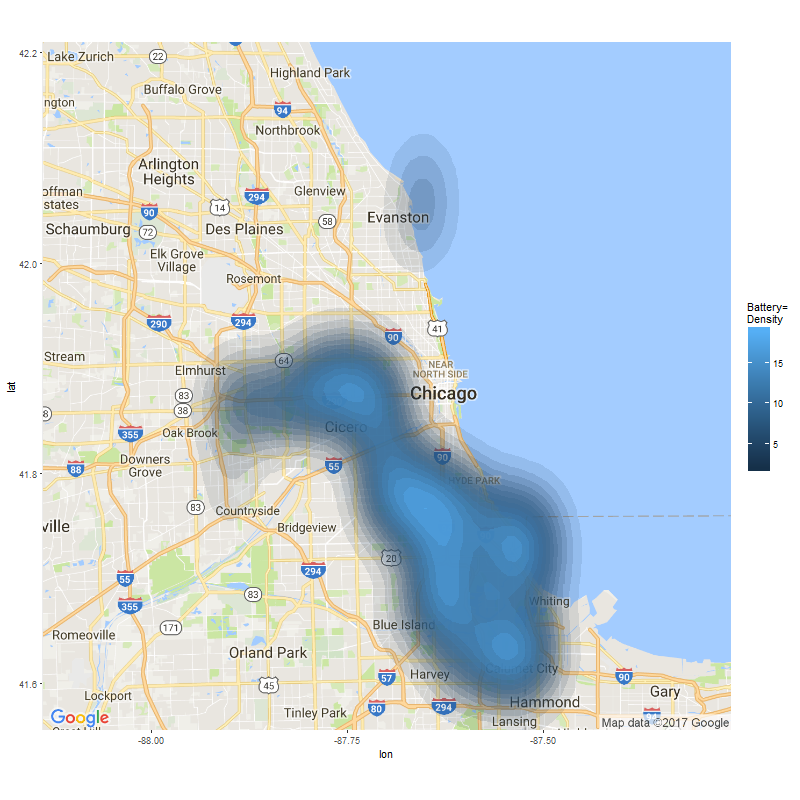 42.2
Lake Zurich
22
Highland Park
Buffalo Grove
ngton
94
Northbrook
Arlington
Heights
294
Glenview
offman
states
90
14
58
Evanston
Schaumburg
72
Des Plaines
Elk Grove
Village
42.0
Rosemont
290
294
41
90
Stream
64
NEAR
NORTH SIDE
Elmhurst
83
Chicago
38
355
Oak Brook
Cicero
90
55
Downers
Grove
88
41.8
HYDE PARK
83
Countryside
ville
Bridgeview
20
294
55
83
355
Whiting
171
Blue Island
Romeoville
Orland Park
Calumet City
Harvey
57
90
41.6
45
Gary
Lockport
Hammond
80
294
Tinley Park
Lansing
Google
Map data ©2017 Google
-88.00
-87.75
-87.50
lon
lat
Battery=
Density
15
10
5